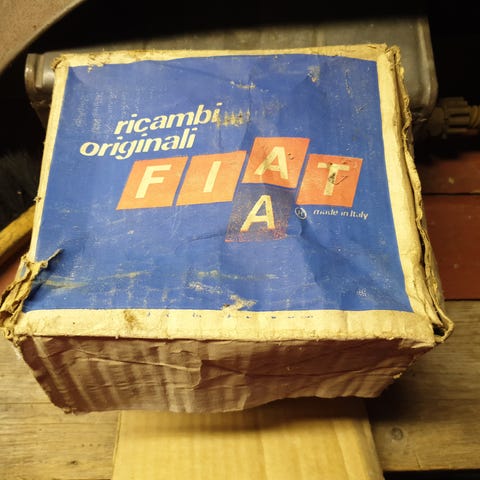 ricambi
originali
FIAT
A
made in Italy